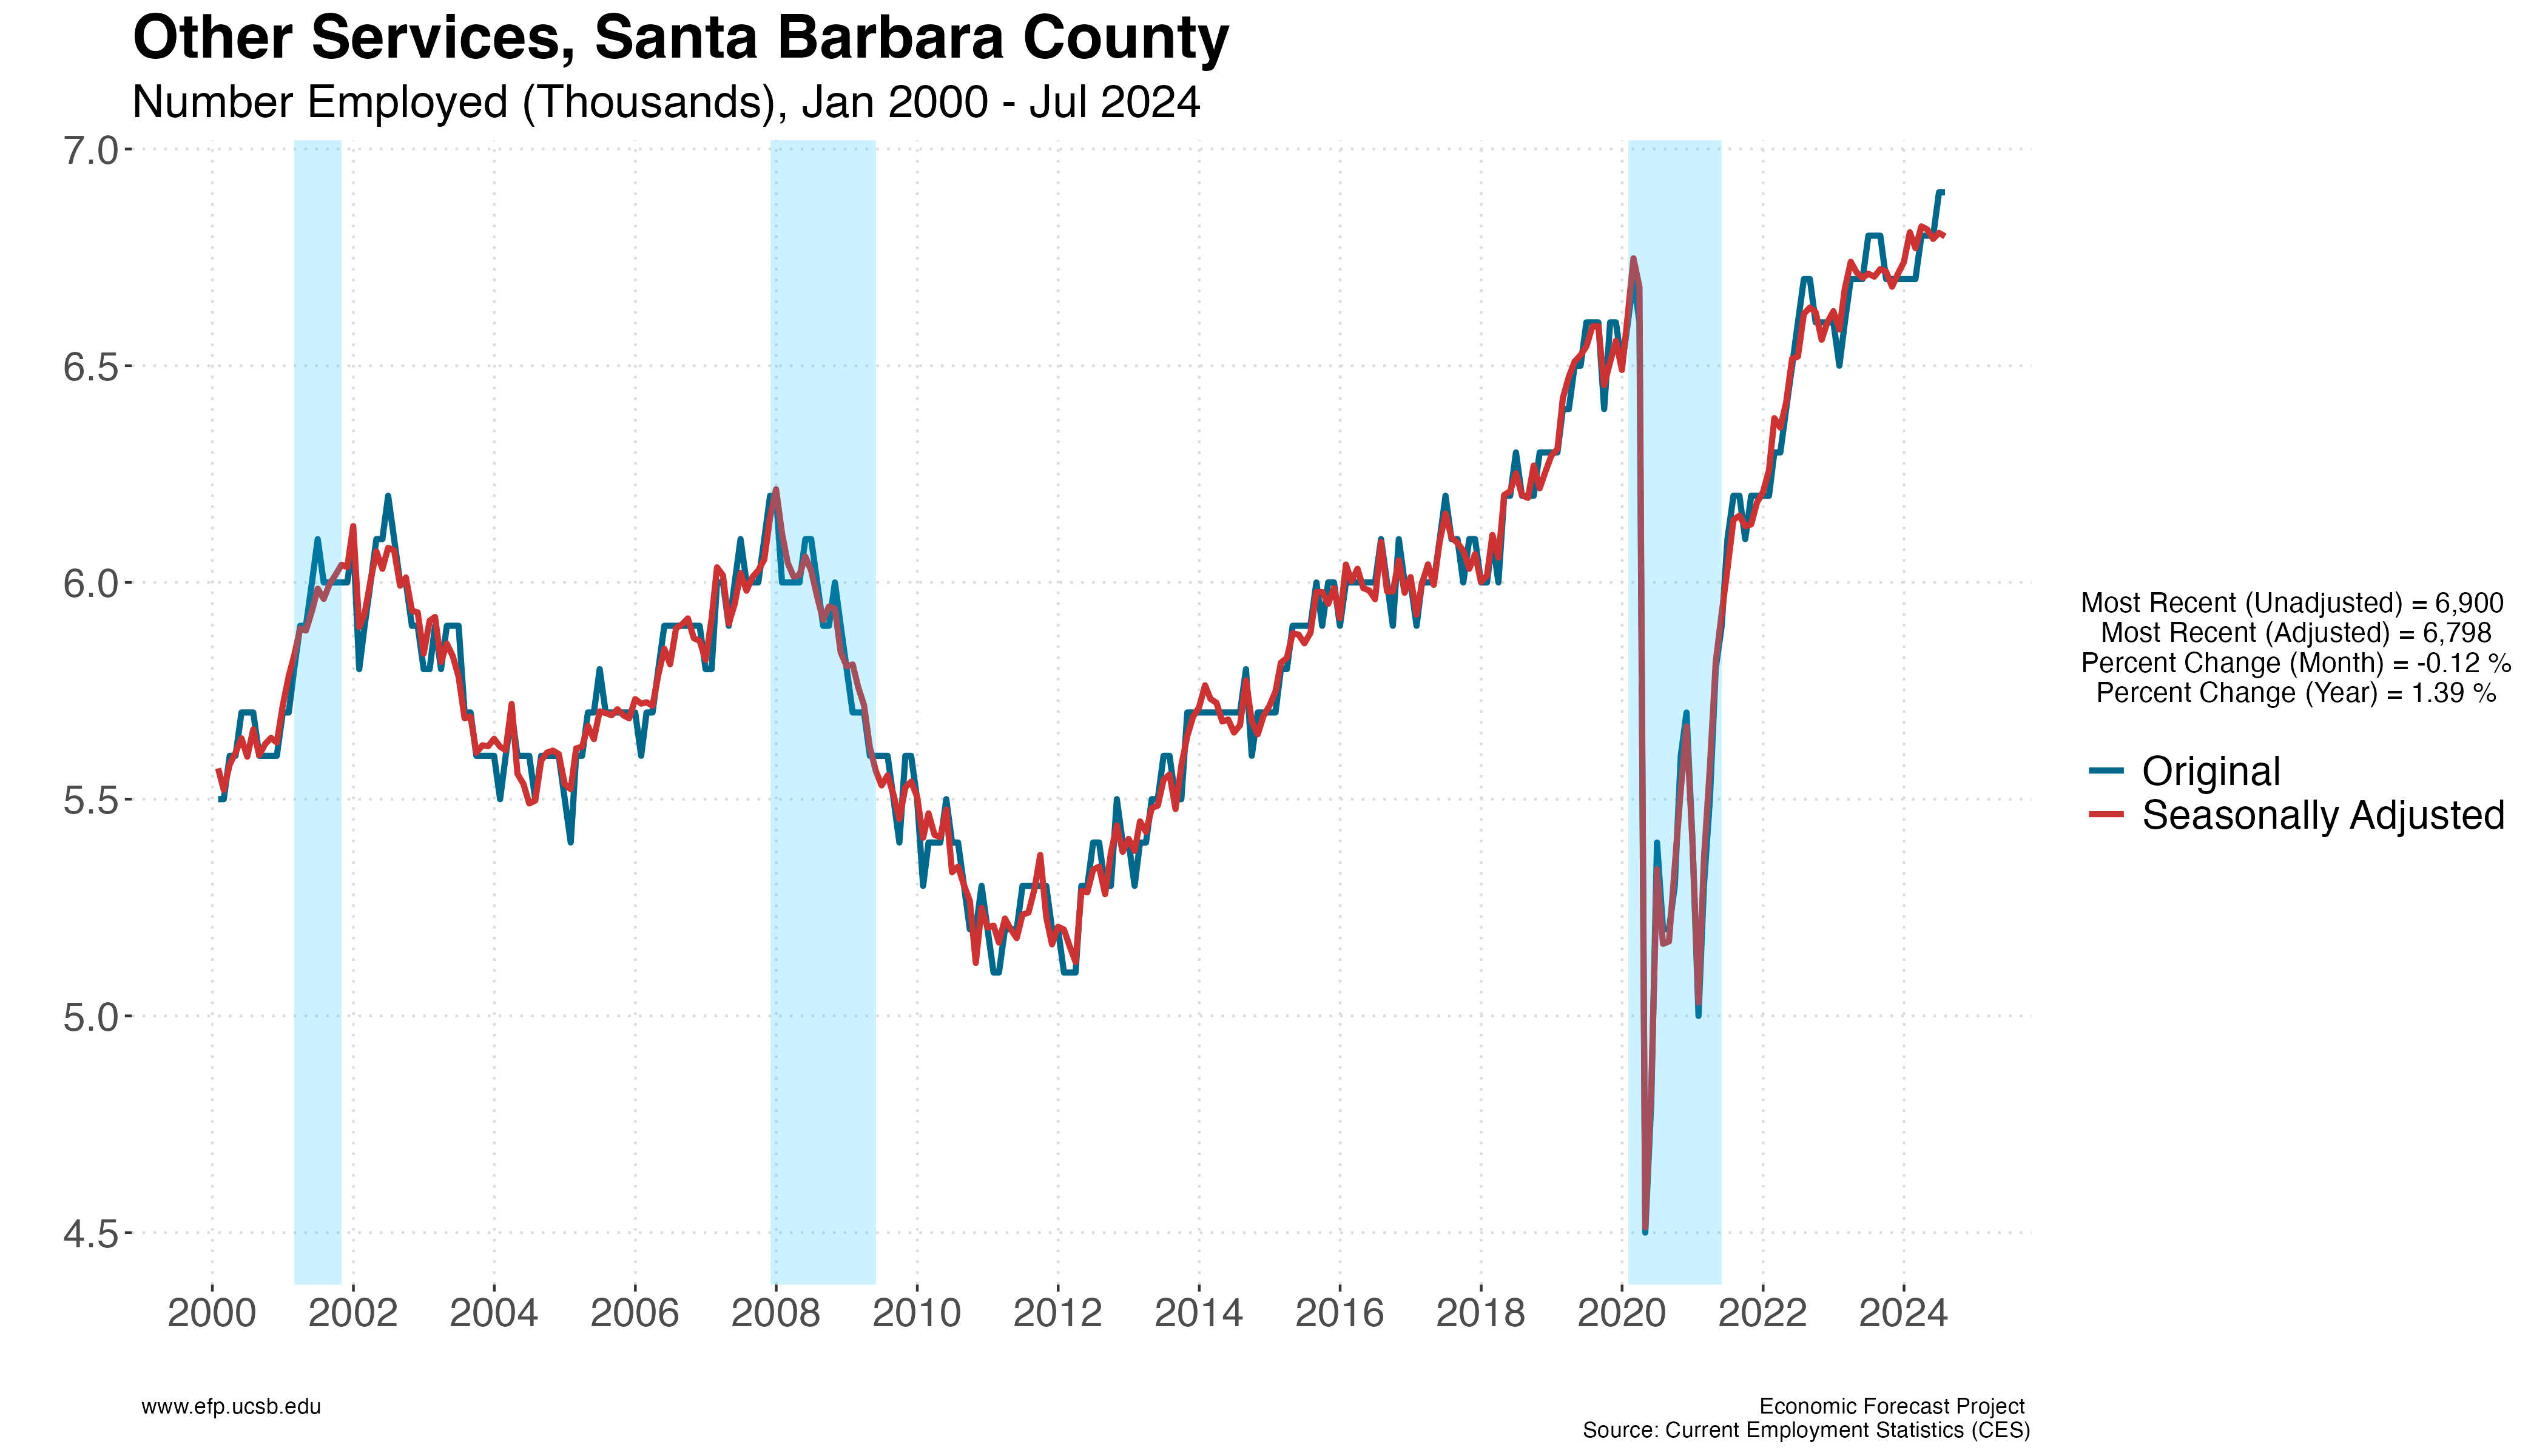 Other Services, Santa Barbara County
Number Employed (Thousands), Jan 2000 - Jul 2024
7.0
6.5
6.0
5.5
5.0
4.5
2000 2002 2004 2006 2008 2010 2012 2014 2016 2018 2020 2022 2024
Most Recent (Unadjusted) = 6,900
Most Recent (Adjusted) = 6,798
Percent Change (Month) = -0.12 %
Percent Change (Year) = 1.39 %
Original
Seasonally Adjusted
www.efp.ucsb.edu
Economic Forecast Project
Source: Current Employment Statistics (CES)